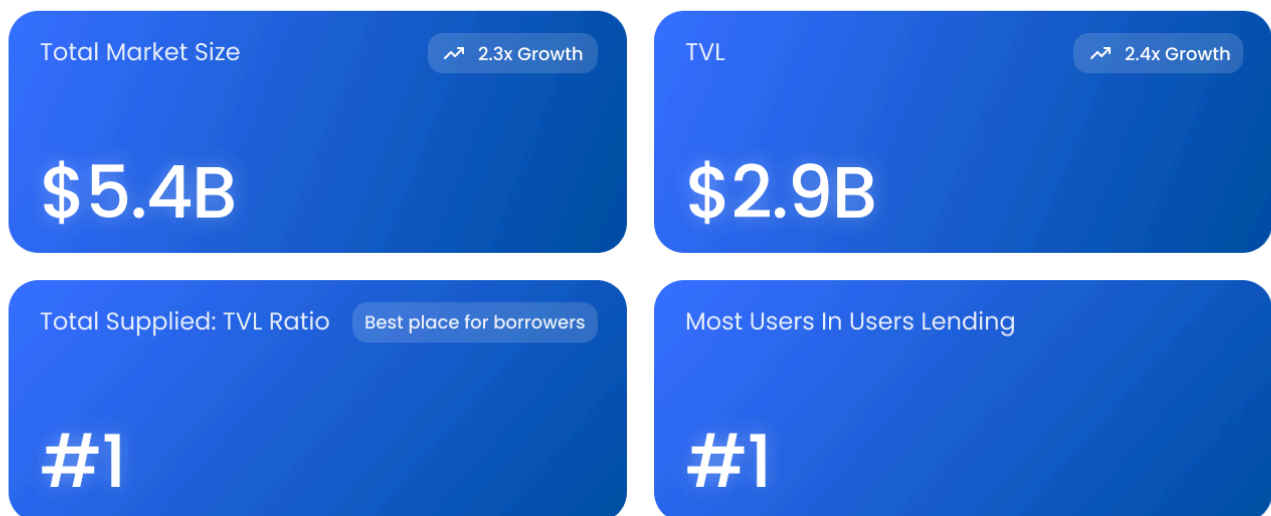 Total Market Size
2.3x Growth
$5.4B
TVL
2.4x Growth
$2.9B
Total Supplied: TVL Ratio
Best place for borrowers
#1
Most Users In Users Lending
#1